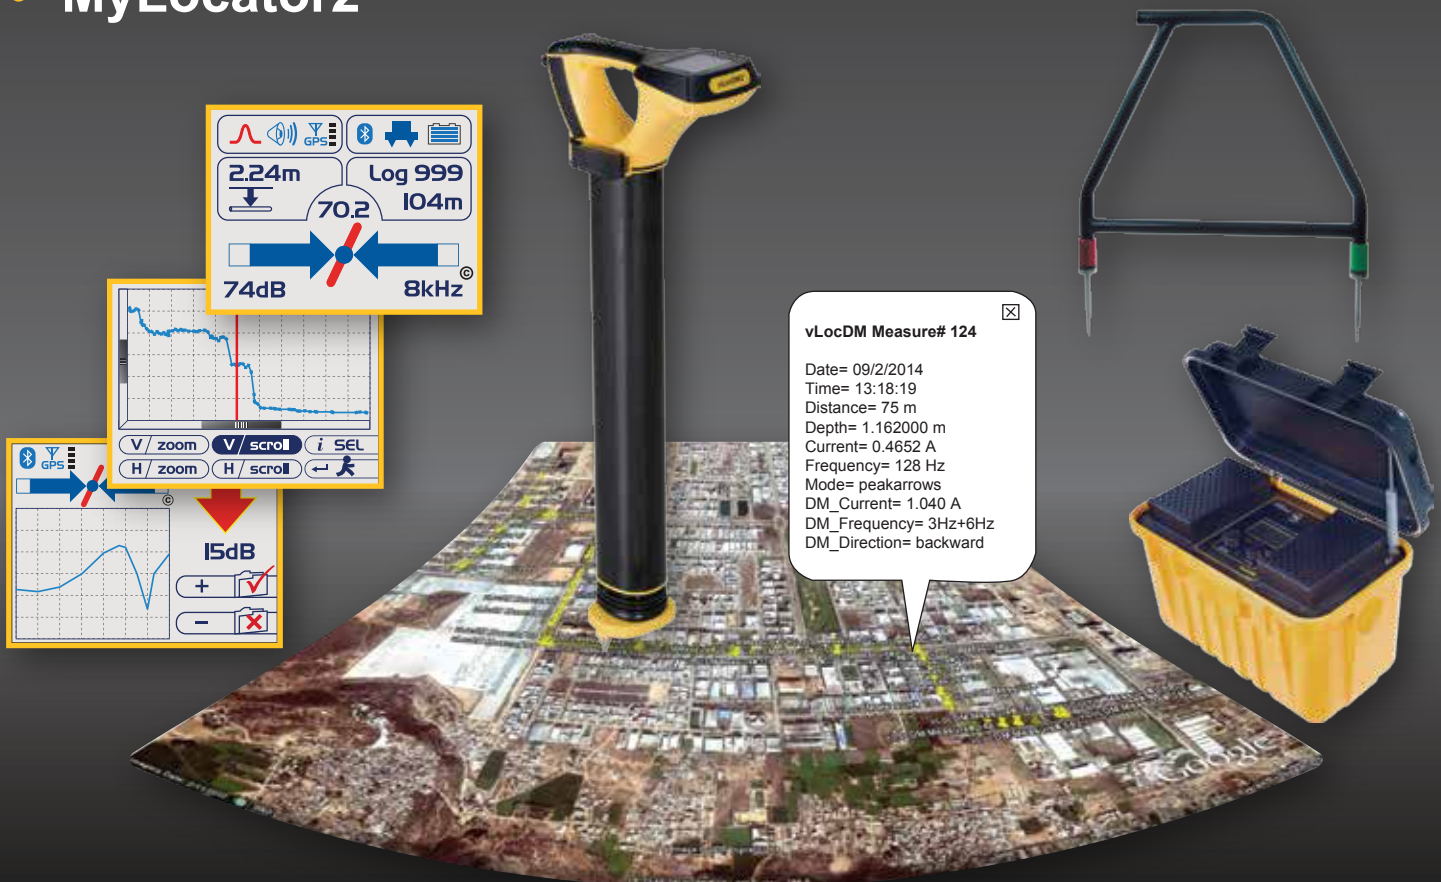 MyLocator2
GPS
2.24m
Log 999
104m
70.2
74dB
8kHz
©
V / zoom
V / scroll
i SEL
H / zoom
H / scroll
GPS
©
15dB
+
−
vLocDM Measure# 124
Date= 09/2/2014
Time= 13:18:19
Distance= 75 m
Depth= 1.162000 m
Current= 0.4652 A
Frequency= 128 Hz
Mode= peakarrows
DM_Current= 1.040 A
DM_Frequency= 3Hz+6Hz
DM_Direction= backward
Google